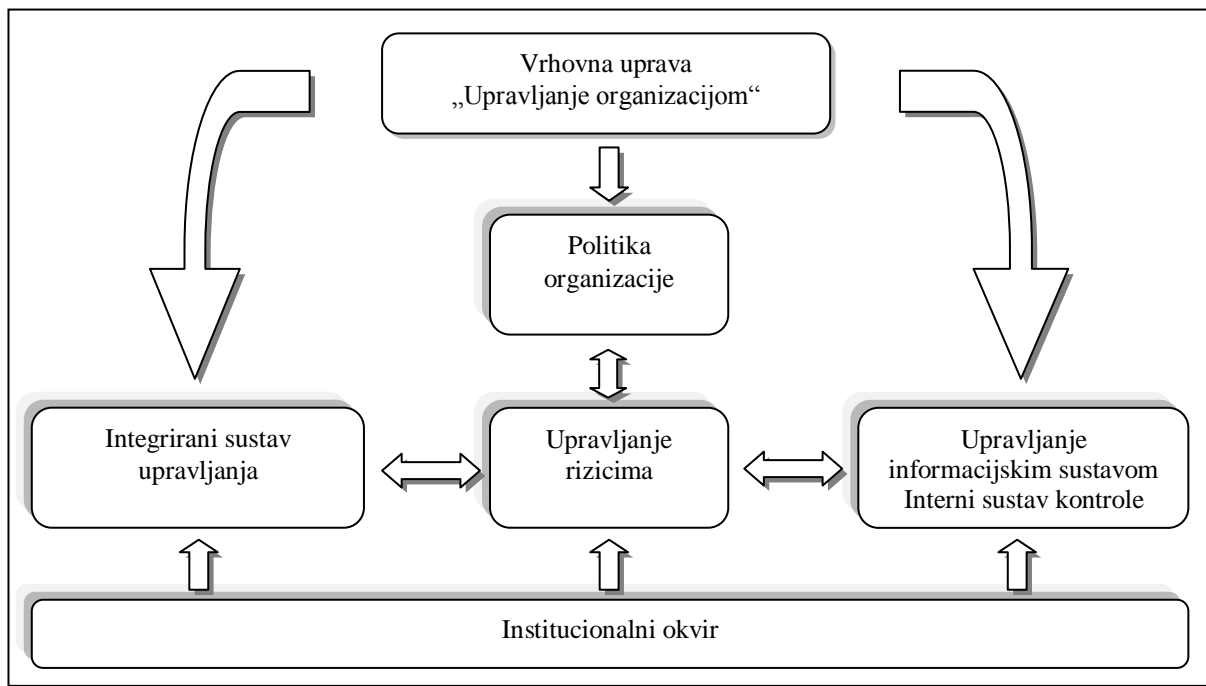 Vrhovna uprava
„Upravljanje organizacijom“
Politika
organizacije
Integrirani sustav
upravljanja
Upravljanje
rizicima
Upravljanje
informacijskim sustavom
Interni sustav kontrole
Institucionalni okvir